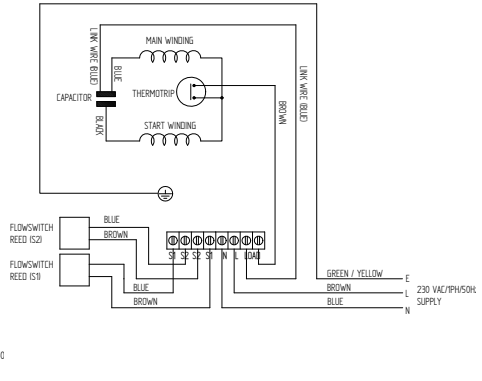 MAIN WINDING
LINK WIRE (BLUE)
BLUE
CAPACITOR
THERMOTRIP
BLACK
START WINDING
BROWN
LINK WIRE (BLUE)
FLOWSWITCH
REED (S2)
BLUE
BROWN
FLOWSWITCH
REED (S1)
BLUE
BROWN
S1 S2 S2 S1 N L LOAD
GREEN / YELLOW E
BROWN L
BLUE N
230 VAC/1PH/50H
SUPPLY